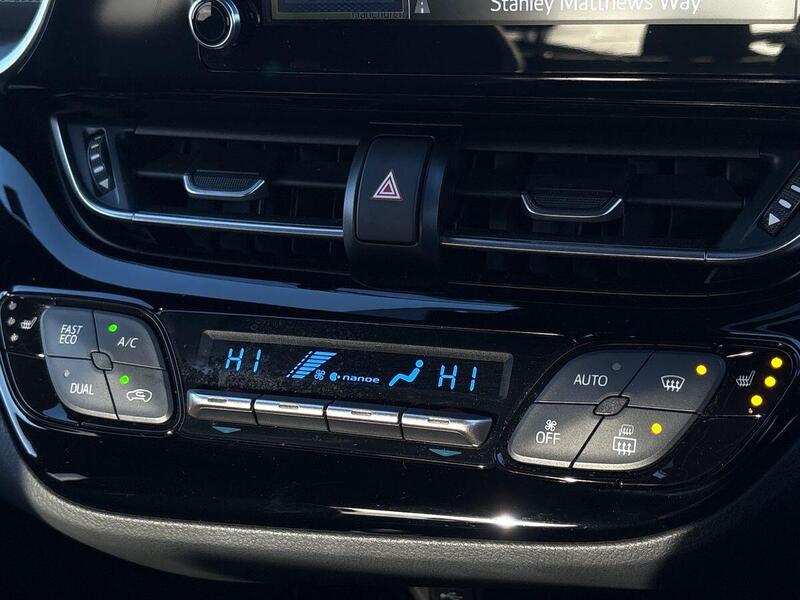 Stanley Matthews Way
FAST
ECO
A/C
DUAL
HI
nanoe
HI
AUTO
OFF